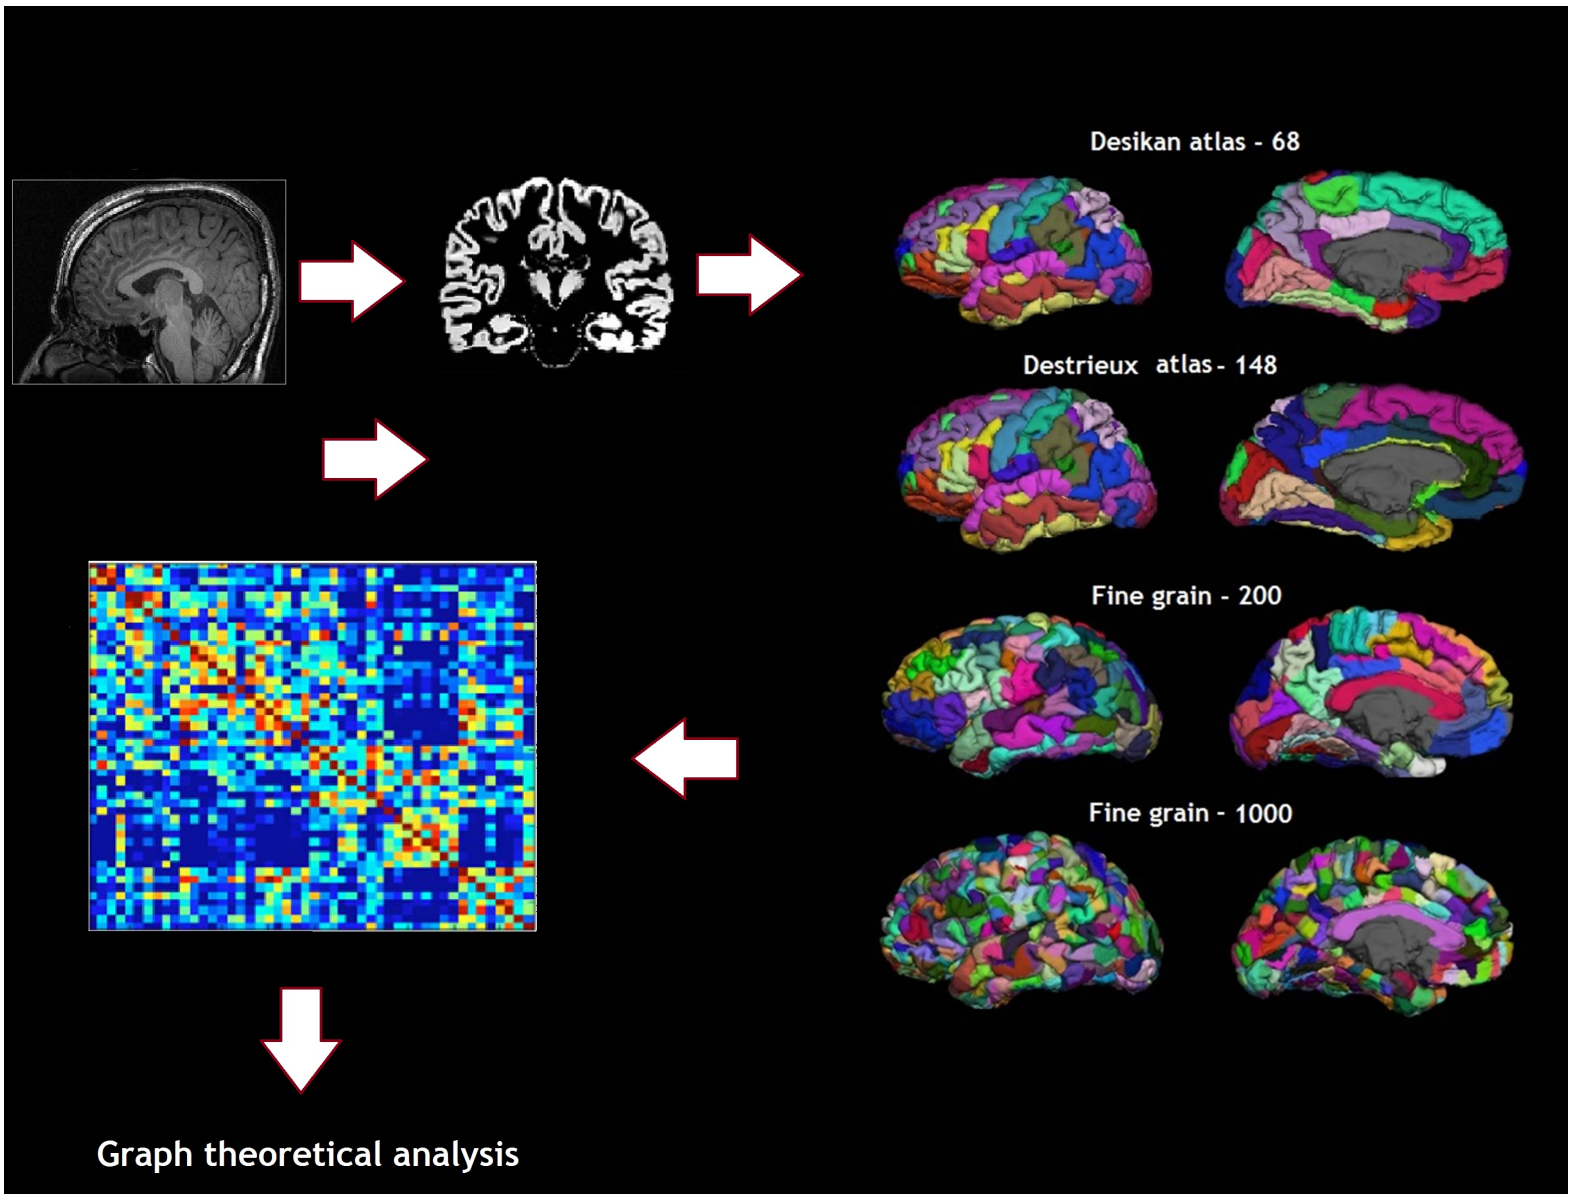 Desikan atlas - 68
Destrieux atlas - 148
Fine grain - 200
Fine grain - 1000
Graph theoretical analysis